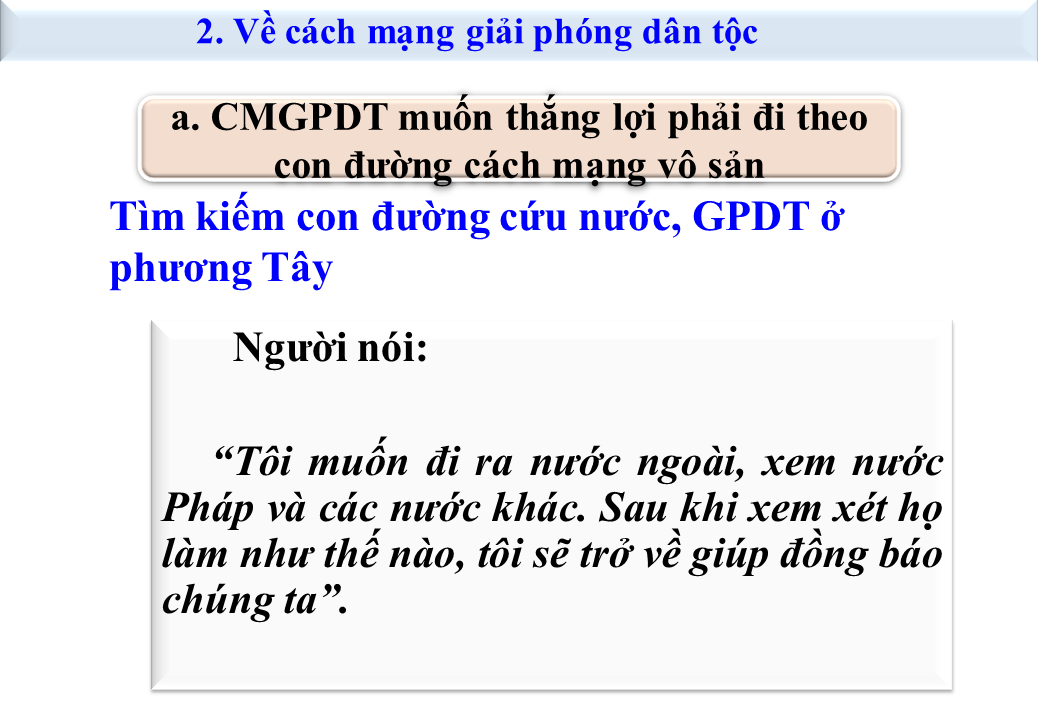 2. Về cách mạng giải phóng dân tộc
a. CMGPDT muốn thắng lợi phải đi theo
con đường cách mạng vô sản
Tìm kiếm con đường cứu nước, GPDT ở
phương Tây
Người nói:
“Tôi muốn đi ra nước ngoài, xem nước
Pháp và các nước khác. Sau khi xem xét họ
làm như thế nào, tôi sẽ trở về giúp đồng báo
chúng ta”.